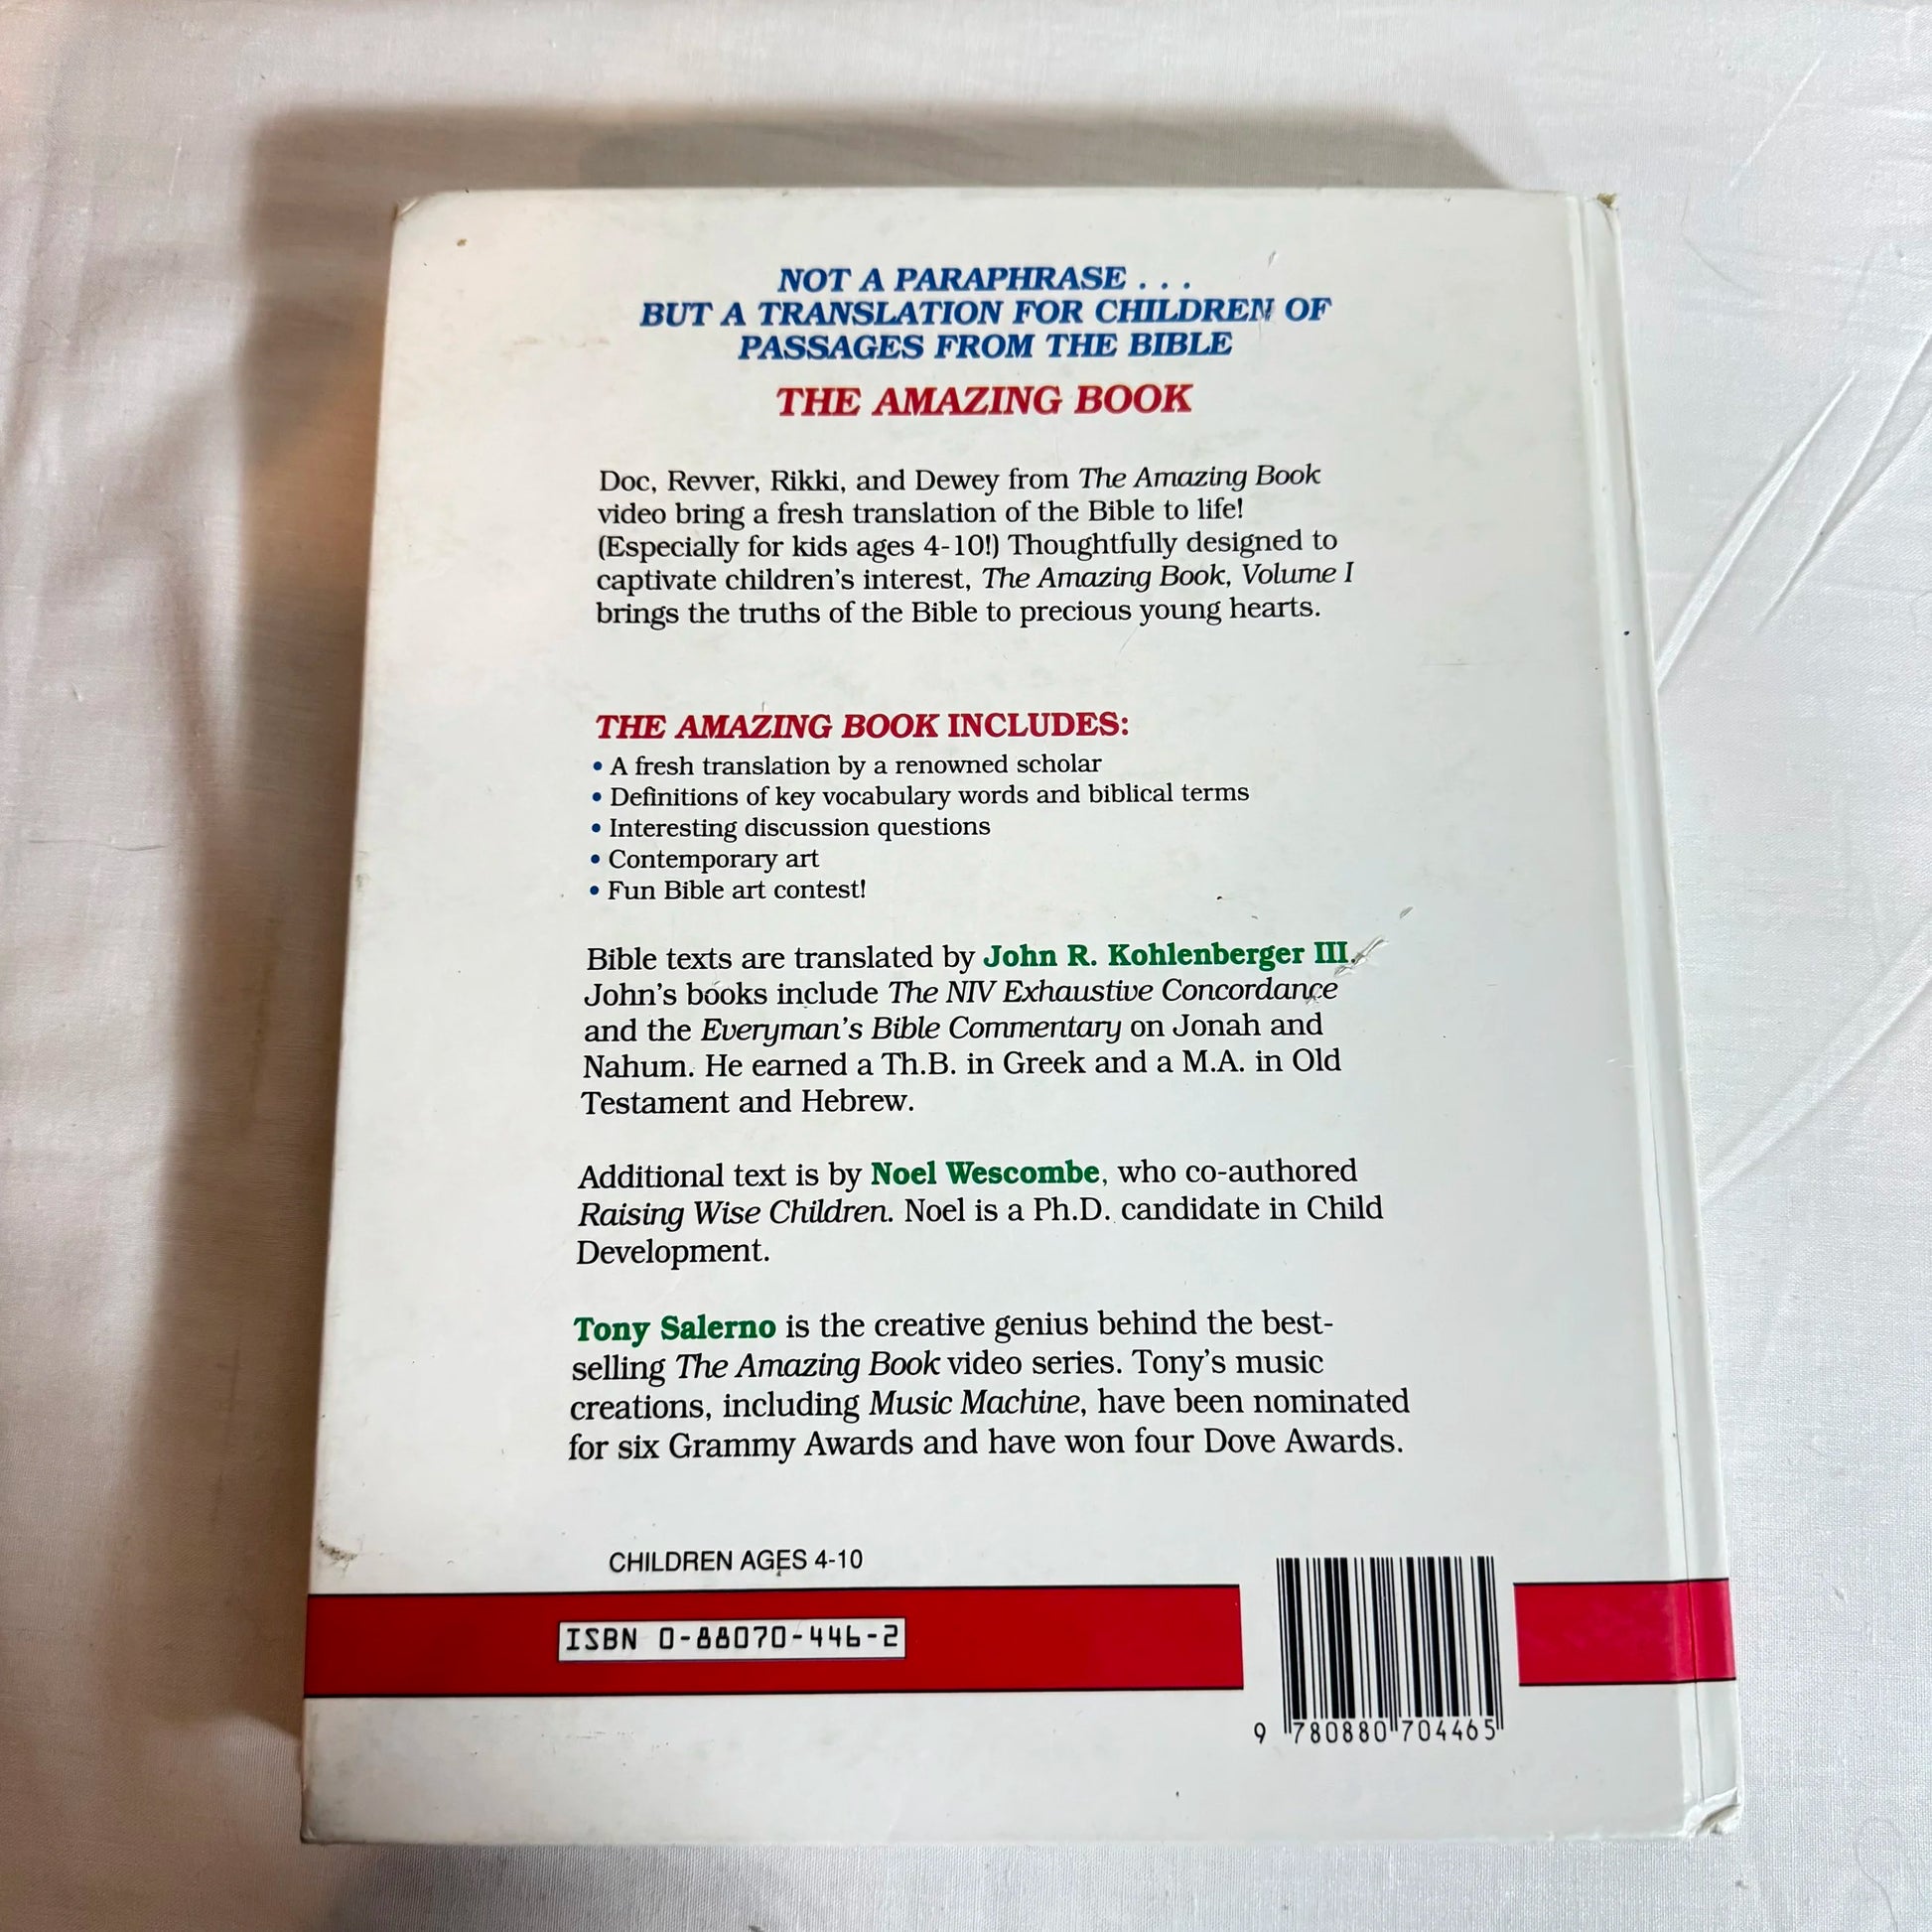 NOT A PARAPHRASE . . .
BUT A TRANSLATION FOR CHILDREN OF
PASSAGES FROM THE BIBLE
THE AMAZING BOOK
Doc, Revver, Rikki, and Dewey from The Amazing Book
video bring a fresh translation of the Bible to life!
(Especially for kids ages 4-10!) Thoughtfully designed to
captivate children's interest, The Amazing Book, Volume I
brings the truths of the Bible to precious young hearts.
THE AMAZING BOOK INCLUDES:
• A fresh translation by a renowned scholar
• Definitions of key vocabulary words and biblical terms
• Interesting discussion questions
• Contemporary art
• Fun Bible art contest!
Bible texts are translated by John R. Kohlenberger III.
John's books include The NIV Exhaustive Concordance
and the Everyman's Bible Commentary on Jonah and
Nahum. He earned a Th.B. in Greek and a M.A. in Old
Testament and Hebrew.
Additional text is by Noel Wescombe, who co-authored
Raising Wise Children. Noel is a Ph.D. candidate in Child
Development.
Tony Salerno is the creative genius behind the best-
selling The Amazing Book video series. Tony's music
creations, including Music Machine, have been nominated
for six Grammy Awards and have won four Dove Awards.
CHILDREN AGES 4-10
ISBN 0-88070-446-2
9 780880 704465